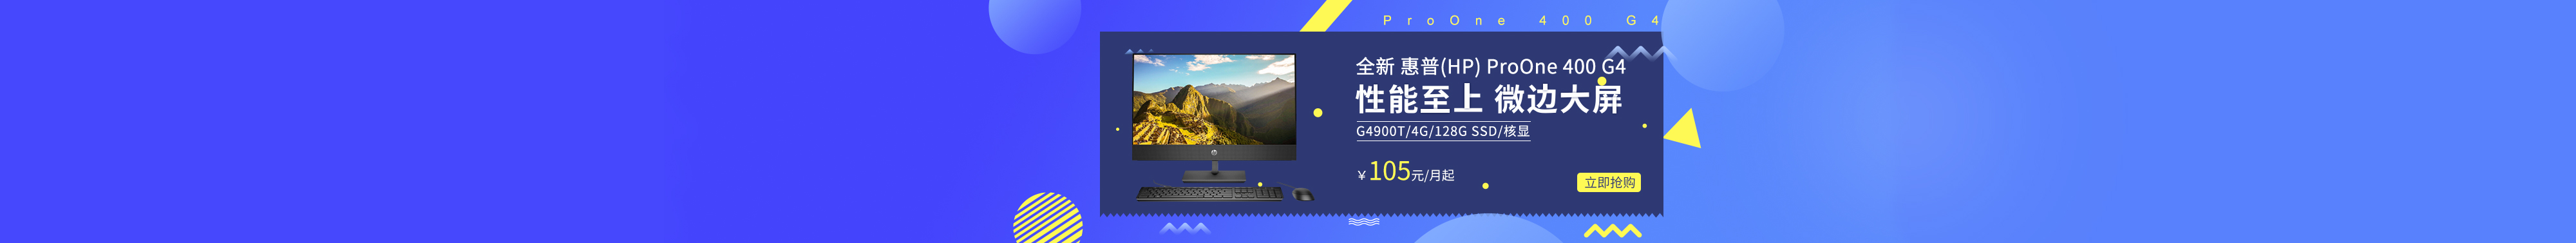 ProOne 400 G4
全新 惠普(HP) ProOne 400 G4
性能至上 微边大屏
G4900T/4G/128G SSD/核显
￥105元/月起
立即抢购